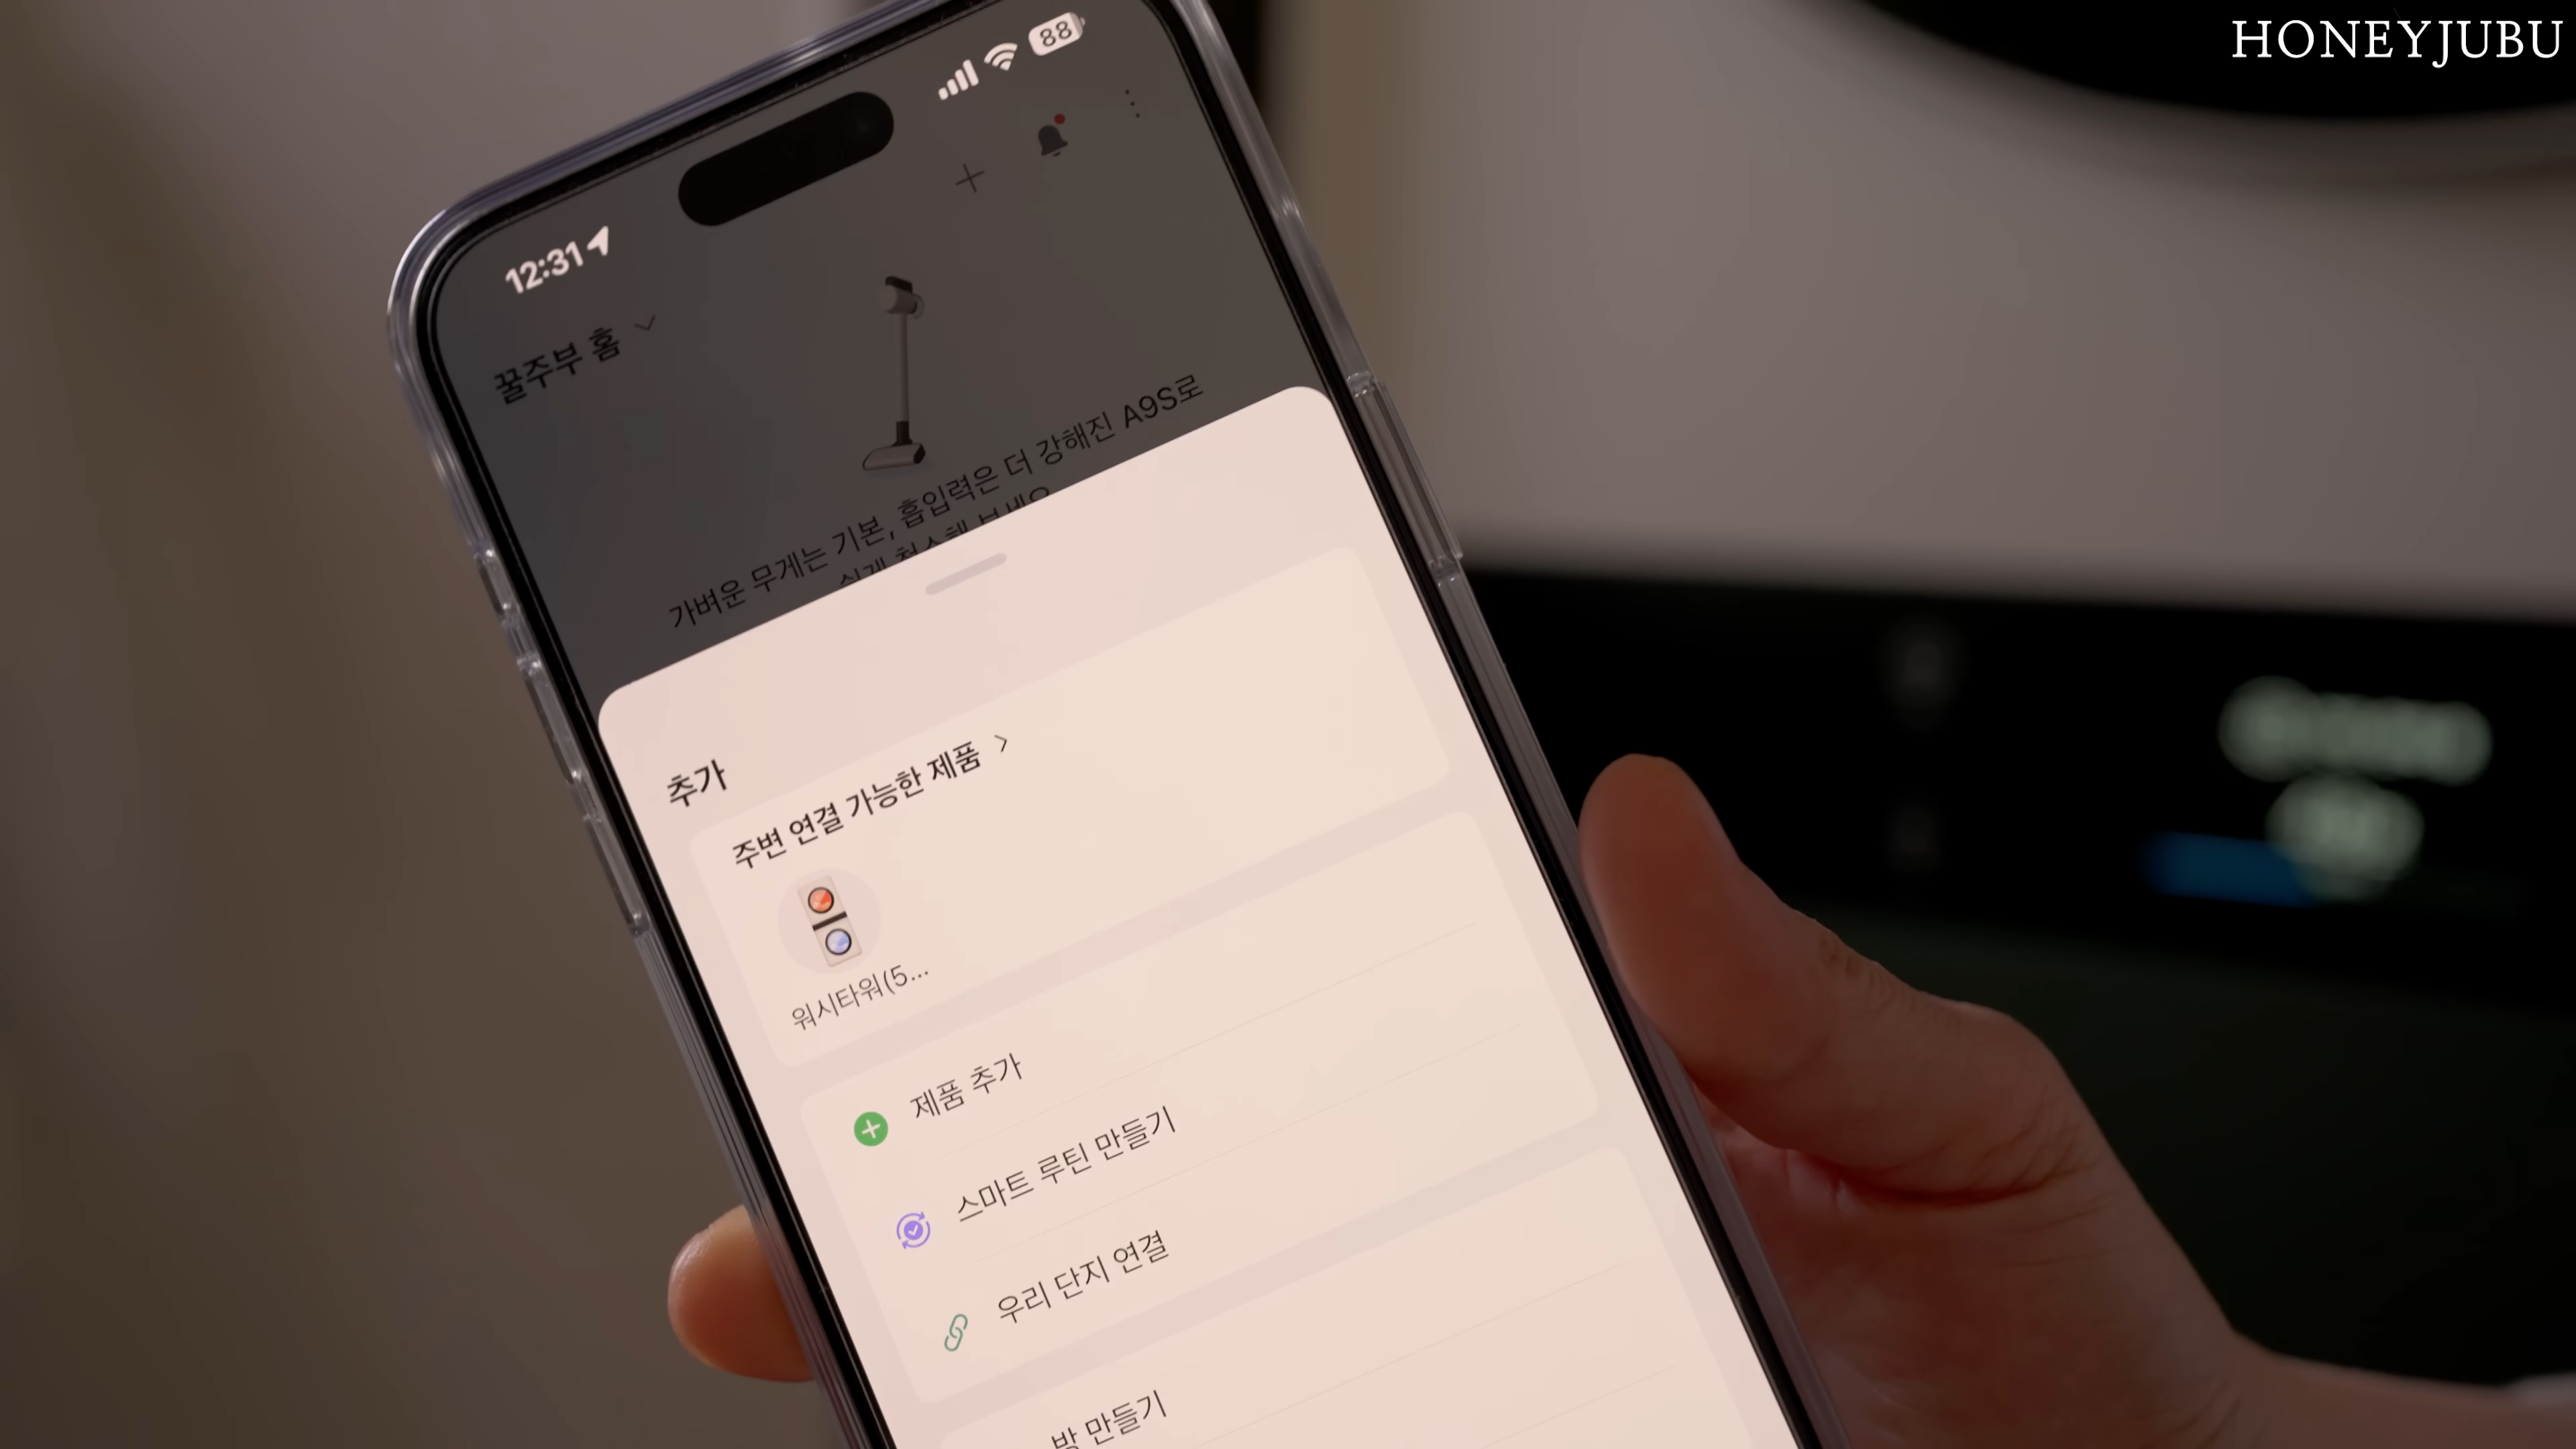 HONEYJUBU
88
12:31
꿀주부 홈
가벼운 무게는 기본, 흡입력은 더 강해진 A9S로
추가
주변 연결 가능한 제품
워시타워(5...
제품 추가
스마트 루틴 만들기
우리 단지 연결
방 만들기